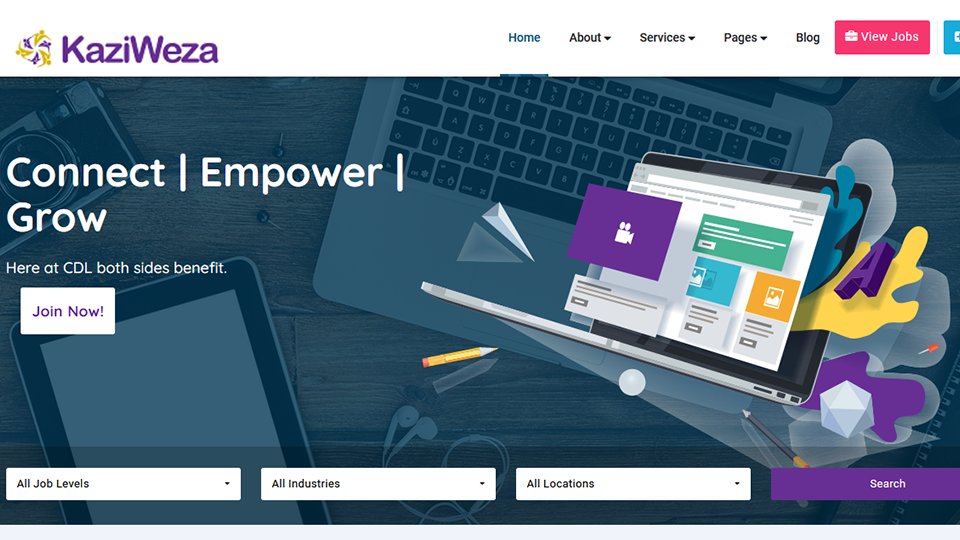 KaziWeza
Home
About
Services
Pages
Blog
View Jobs
Connect | Empower |
Grow
Here at CDL both sides benefit.
Join Now!
A
All Job Levels
All Industries
All Locations
Search